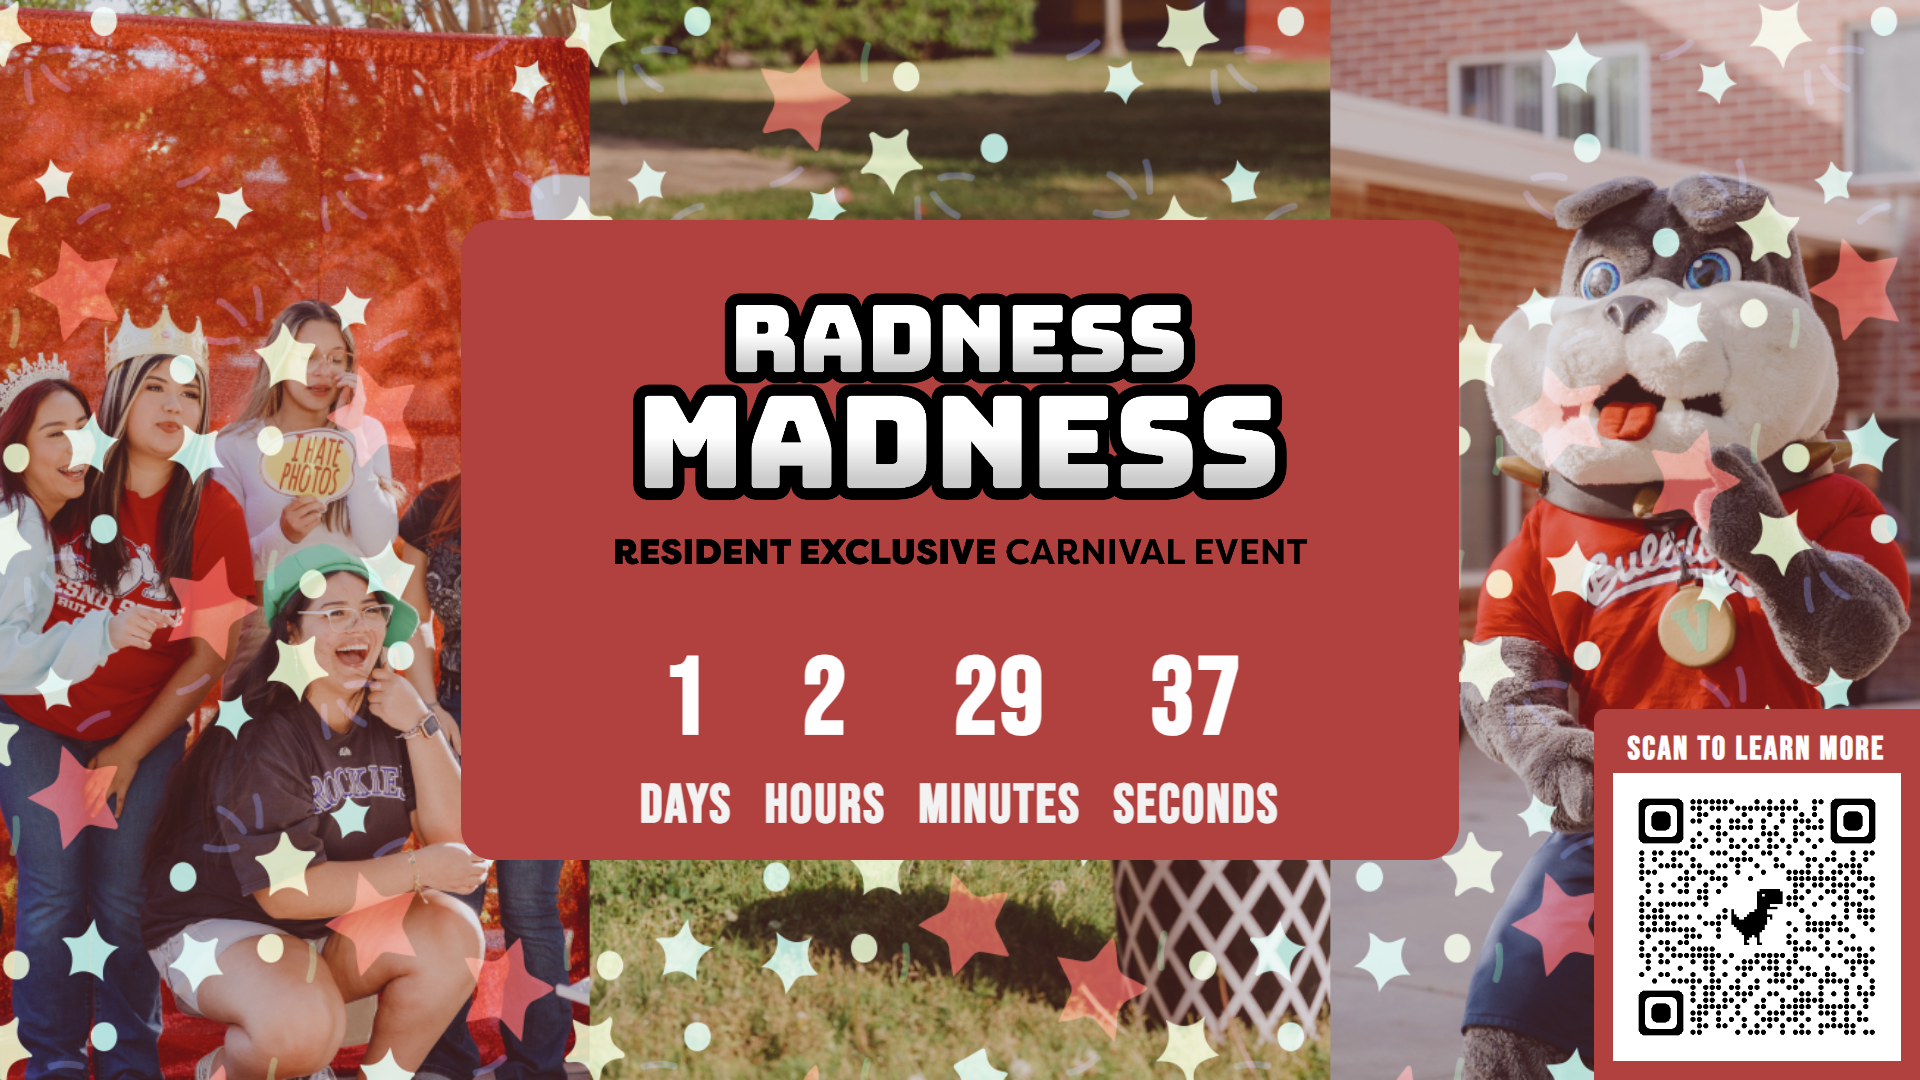 RADNESS
MADNESS
RESIDENT EXCLUSIVE CARNIVAL EVENT
1 2 29 37
DAYS HOURS MINUTES SECONDS
SCAN TO LEARN MORE
I HATE
PHOTOS